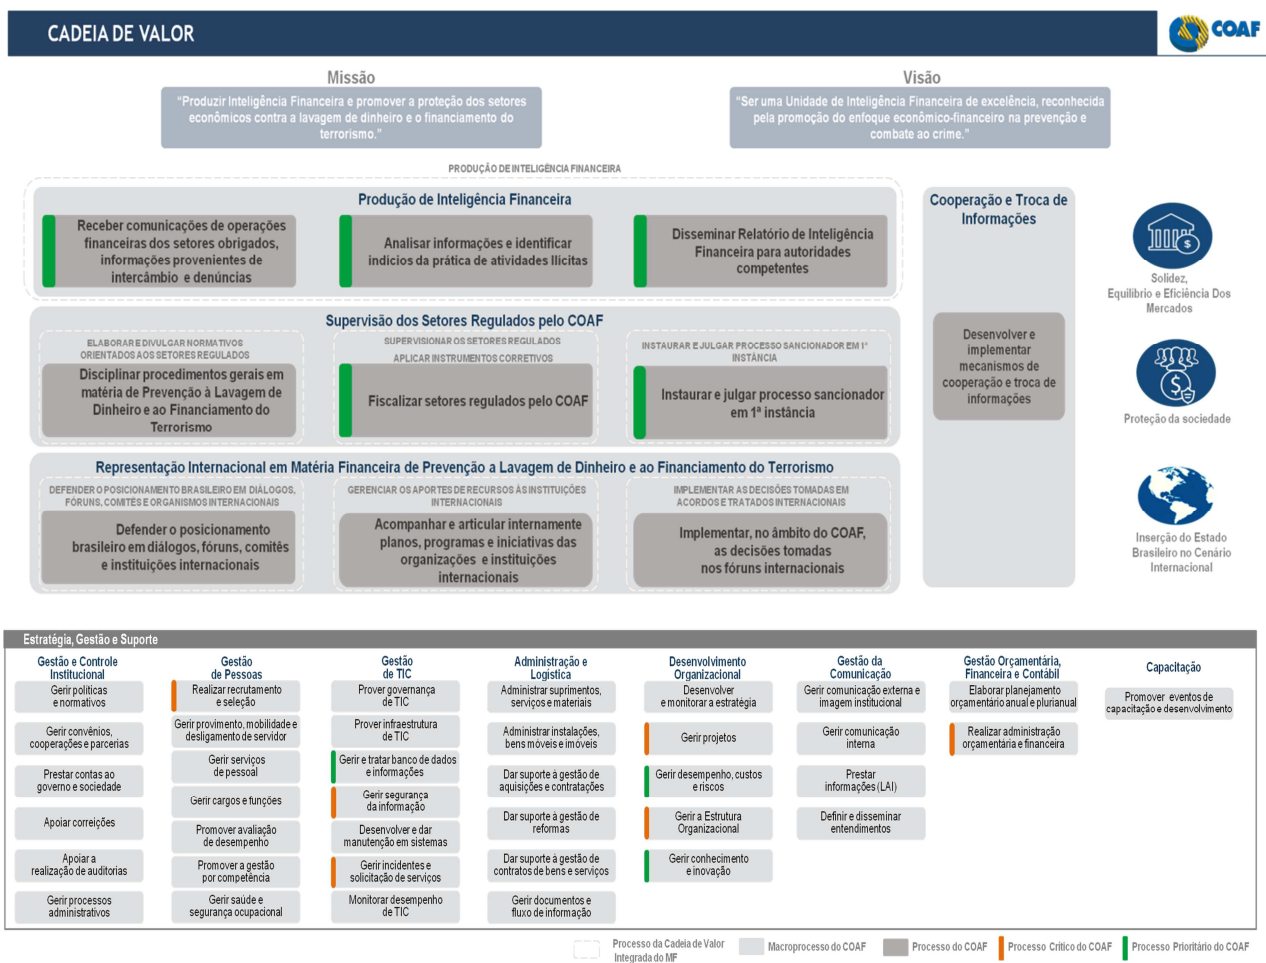 CADEIA DE VALOR
COAF
Missão
"Produzir Inteligência Financeira e promover a proteção dos setores
econômicos contra a lavagem de dinheiro e o financiamento do
terrorismo."
Visão
"Ser uma Unidade de Inteligência Financeira de excelência, reconhecida
pela promoção do enfoque econômico-financeiro na prevenção e
combate ao crime."
PRODUÇÃO DE INTELIGÊNCIA FINANCEIRA
Produção de Inteligência Financeira
Receber comunicações de operações
financeiras dos setores obrigados,
informações provenientes de
intercâmbio e denúncias
Analisar informações e identificar
indícios da prática de atividades Ilícitas
Disseminar Relatório de Inteligência
Financeira para autoridades
competentes
Supervisão dos Setores Regulados pelo COAF
ELABORAR E DIVULGAR NORMATIVOS
ORIENTADOS AOS SETORES REGULADOS
Disciplinar procedimentos gerais em
matéria de Prevenção à Lavagem de
Dinheiro e ao Financiamento do
Terrorismo
SUPERVISIONAR OS SETORES REGULADOS
APLICAR INSTRUMENTOS CORRETIVOS
Fiscalizar setores regulados pelo COAF
INSTAURAR E JULGAR PROCESSO SANCIONADOR EM 1ª
INSTÂNCIA
Instaurar e julgar processo sancionador
em 1ª instância
Representação Internacional em Matéria Financeira de Prevenção a Lavagem de Dinheiro e ao Financiamento do Terrorismo
DEFENDER O POSICIONAMENTO BRASILEIRO EM DIÁLOGOS,
FÓRUNS, COMITÊS E ORGANISMOS INTERNACIONAIS
Defender o posicionamento
brasileiro em diálogos, fóruns, comitês
e instituições internacionais
GERENCIAR OS APORTES DE RECURSOS ÀS INSTITUIÇÕES
INTERNACIONAIS
Acompanhar e articular internamente
planos, programas e iniciativas das
organizações e instituições
internacionais
IMPLEMENTAR AS DECISÕES TOMADAS EM
ACORDOS E TRATADOS INTERNACIONAIS
Implementar, no âmbito do COAF,
as decisões tomadas
nos fóruns internacionais
Cooperação e Troca de
Informações
Desenvolver e
implementar
mecanismos de
cooperação e troca de
informações
Solidez,
Equilíbrio e Eficiência Dos
Mercados
Proteção da sociedade
Inserção do Estado
Brasileiro no Cenário
Internacional
Estratégia, Gestão e Suporte
Gestão e Controle
Institucional
Gerir políticas
e normativos
Gerir convênios,
cooperações e parcerias
Prestar contas ao
governo e sociedade
Apoiar correições
Apoiar a
realização de auditorias
Gerir processos
administrativos
Gestão
de Pessoas
Realizar recrutamento
e seleção
Gerir provimento, mobilidade e
desligamento de servidor
Gerir serviços
de pessoal
Gerir cargos e funções
Promover avaliação
de desempenho
Promover a gestão
por competência
Gerir saúde e
segurança ocupacional
Gestão
de TIC
Prover governança
de TIC
Prover infraestrutura
de TIC
Gerir e tratar banco de dados
e informações
Gerir segurança
da informação
Desenvolver e dar
manutenção em sistemas
Gerir incidentes e
solicitação de serviços
Monitorar desempenho
de TIC
Administração e
Logística
Administrar suprimentos,
serviços e materiais
Administrar instalações,
bens móveis e imóveis
Dar suporte à gestão de
aquisições e contratações
Dar suporte à gestão de
reformas
Dar suporte à gestão de
contratos de bens e serviços
Gerir documentos e
fluxo de informação
Desenvolvimento
Organizacional
Desenvolver
e monitorar a estratégia
Gerir projetos
Gerir desempenho, custos
e riscos
Gerir a Estrutura
Organizacional
Gerir conhecimento
e inovação
Gestão da
Comunicação
Gerir comunicação externa e
imagem institucional
Gerir comunicação
interna
Prestar
informações (LAI)
Definir e disseminar
entendimentos
Gestão Orçamentária,
Financeira e Contábil
Elaborar planejamento
orçamentário anual e plurianual
Realizar administração
orçamentária e financeira
Capacitação
Promover eventos de
capacitação e desenvolvimento
Processo da Cadeia de Valor
Integrada do MF
Macroprocesso do COAF
Processo do COAF
Processo Crítico do COAF
Processo Prioritário do COAF